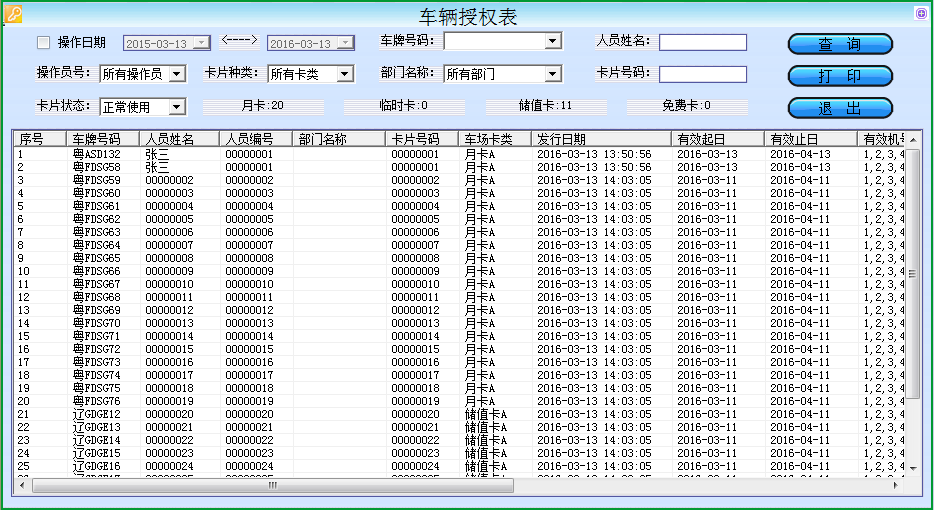 车辆授权表
操作日期 2015-03-13 <----> 2016-03-13 车牌号码: 人员姓名: 查 询
操作员号: 所有操作员 卡片种类: 所有卡类 部门名称: 所有部门 卡片号码: 打 印
卡片状态: 正常使用 月卡:20 临时卡:0 储值卡:11 免费卡:0 退 出
序号 车牌号码 人员姓名 人员编号 部门名称 卡片号码 车场卡类 发行日期 有效起日 有效止日 有效机号
1 粤ASD132 张三 00000001 00000001 月卡A 2016-03-13 13:50:56 2016-03-13 2016-04-13 1,2,3,4
2 粤FDSG58 张三 00000001 00000001 月卡A 2016-03-13 13:50:56 2016-03-13 2016-04-13 1,2,3,4
3 粤FDSG59 00000002 00000002 00000002 月卡A 2016-03-13 14:03:05 2016-03-11 2016-04-11 1,2,3,4
4 粤FDSG60 00000003 00000003 00000003 月卡A 2016-03-13 14:03:05 2016-03-11 2016-04-11 1,2,3,4
5 粤FDSG61 00000004 00000004 00000004 月卡A 2016-03-13 14:03:05 2016-03-11 2016-04-11 1,2,3,4
6 粤FDSG62 00000005 00000005 00000005 月卡A 2016-03-13 14:03:05 2016-03-11 2016-04-11 1,2,3,4
7 粤FDSG63 00000006 00000006 00000006 月卡A 2016-03-13 14:03:05 2016-03-11 2016-04-11 1,2,3,4
8 粤FDSG64 00000007 00000007 00000007 月卡A 2016-03-13 14:03:05 2016-03-11 2016-04-11 1,2,3,4
9 粤FDSG65 00000008 00000008 00000008 月卡A 2016-03-13 14:03:05 2016-03-11 2016-04-11 1,2,3,4
10 粤FDSG66 00000009 00000009 00000009 月卡A 2016-03-13 14:03:05 2016-03-11 2016-04-11 1,2,3,4
11 粤FDSG67 00000010 00000010 00000010 月卡A 2016-03-13 14:03:05 2016-03-11 2016-04-11 1,2,3,4
12 粤FDSG68 00000011 00000011 00000011 月卡A 2016-03-13 14:03:05 2016-03-11 2016-04-11 1,2,3,4
13 粤FDSG69 00000012 00000012 00000012 月卡A 2016-03-13 14:03:05 2016-03-11 2016-04-11 1,2,3,4
14 粤FDSG70 00000013 00000013 00000013 月卡A 2016-03-13 14:03:05 2016-03-11 2016-04-11 1,2,3,4
15 粤FDSG71 00000014 00000014 00000014 月卡A 2016-03-13 14:03:05 2016-03-11 2016-04-11 1,2,3,4
16 粤FDSG72 00000015 00000015 00000015 月卡A 2016-03-13 14:03:05 2016-03-11 2016-04-11 1,2,3,4
17 粤FDSG73 00000016 00000016 00000016 月卡A 2016-03-13 14:03:05 2016-03-11 2016-04-11 1,2,3,4
18 粤FDSG74 00000017 00000017 00000017 月卡A 2016-03-13 14:03:05 2016-03-11 2016-04-11 1,2,3,4
19 粤FDSG75 00000018 00000018 00000018 月卡A 2016-03-13 14:03:05 2016-03-11 2016-04-11 1,2,3,4
20 粤FDSG76 00000019 00000019 00000019 月卡A 2016-03-13 14:03:05 2016-03-11 2016-04-11 1,2,3,4
21 辽GDGE12 00000020 00000020 00000020 储值卡A 2016-03-13 14:03:05 2016-03-11 2016-04-11 1,2,3,4
22 辽GDGE13 00000021 00000021 00000021 储值卡A 2016-03-13 14:03:05 2016-03-11 2016-04-11 1,2,3,4
23 辽GDGE14 00000022 00000022 00000022 储值卡A 2016-03-13 14:03:05 2016-03-11 2016-04-11 1,2,3,4
24 辽GDGE15 00000023 00000023 00000023 储值卡A 2016-03-13 14:03:05 2016-03-11 2016-04-11 1,2,3,4
25 辽GDGE16 00000024 00000024 00000024 储值卡A 2016-03-13 14:03:05 2016-03-11 2016-04-11 1,2,3,4